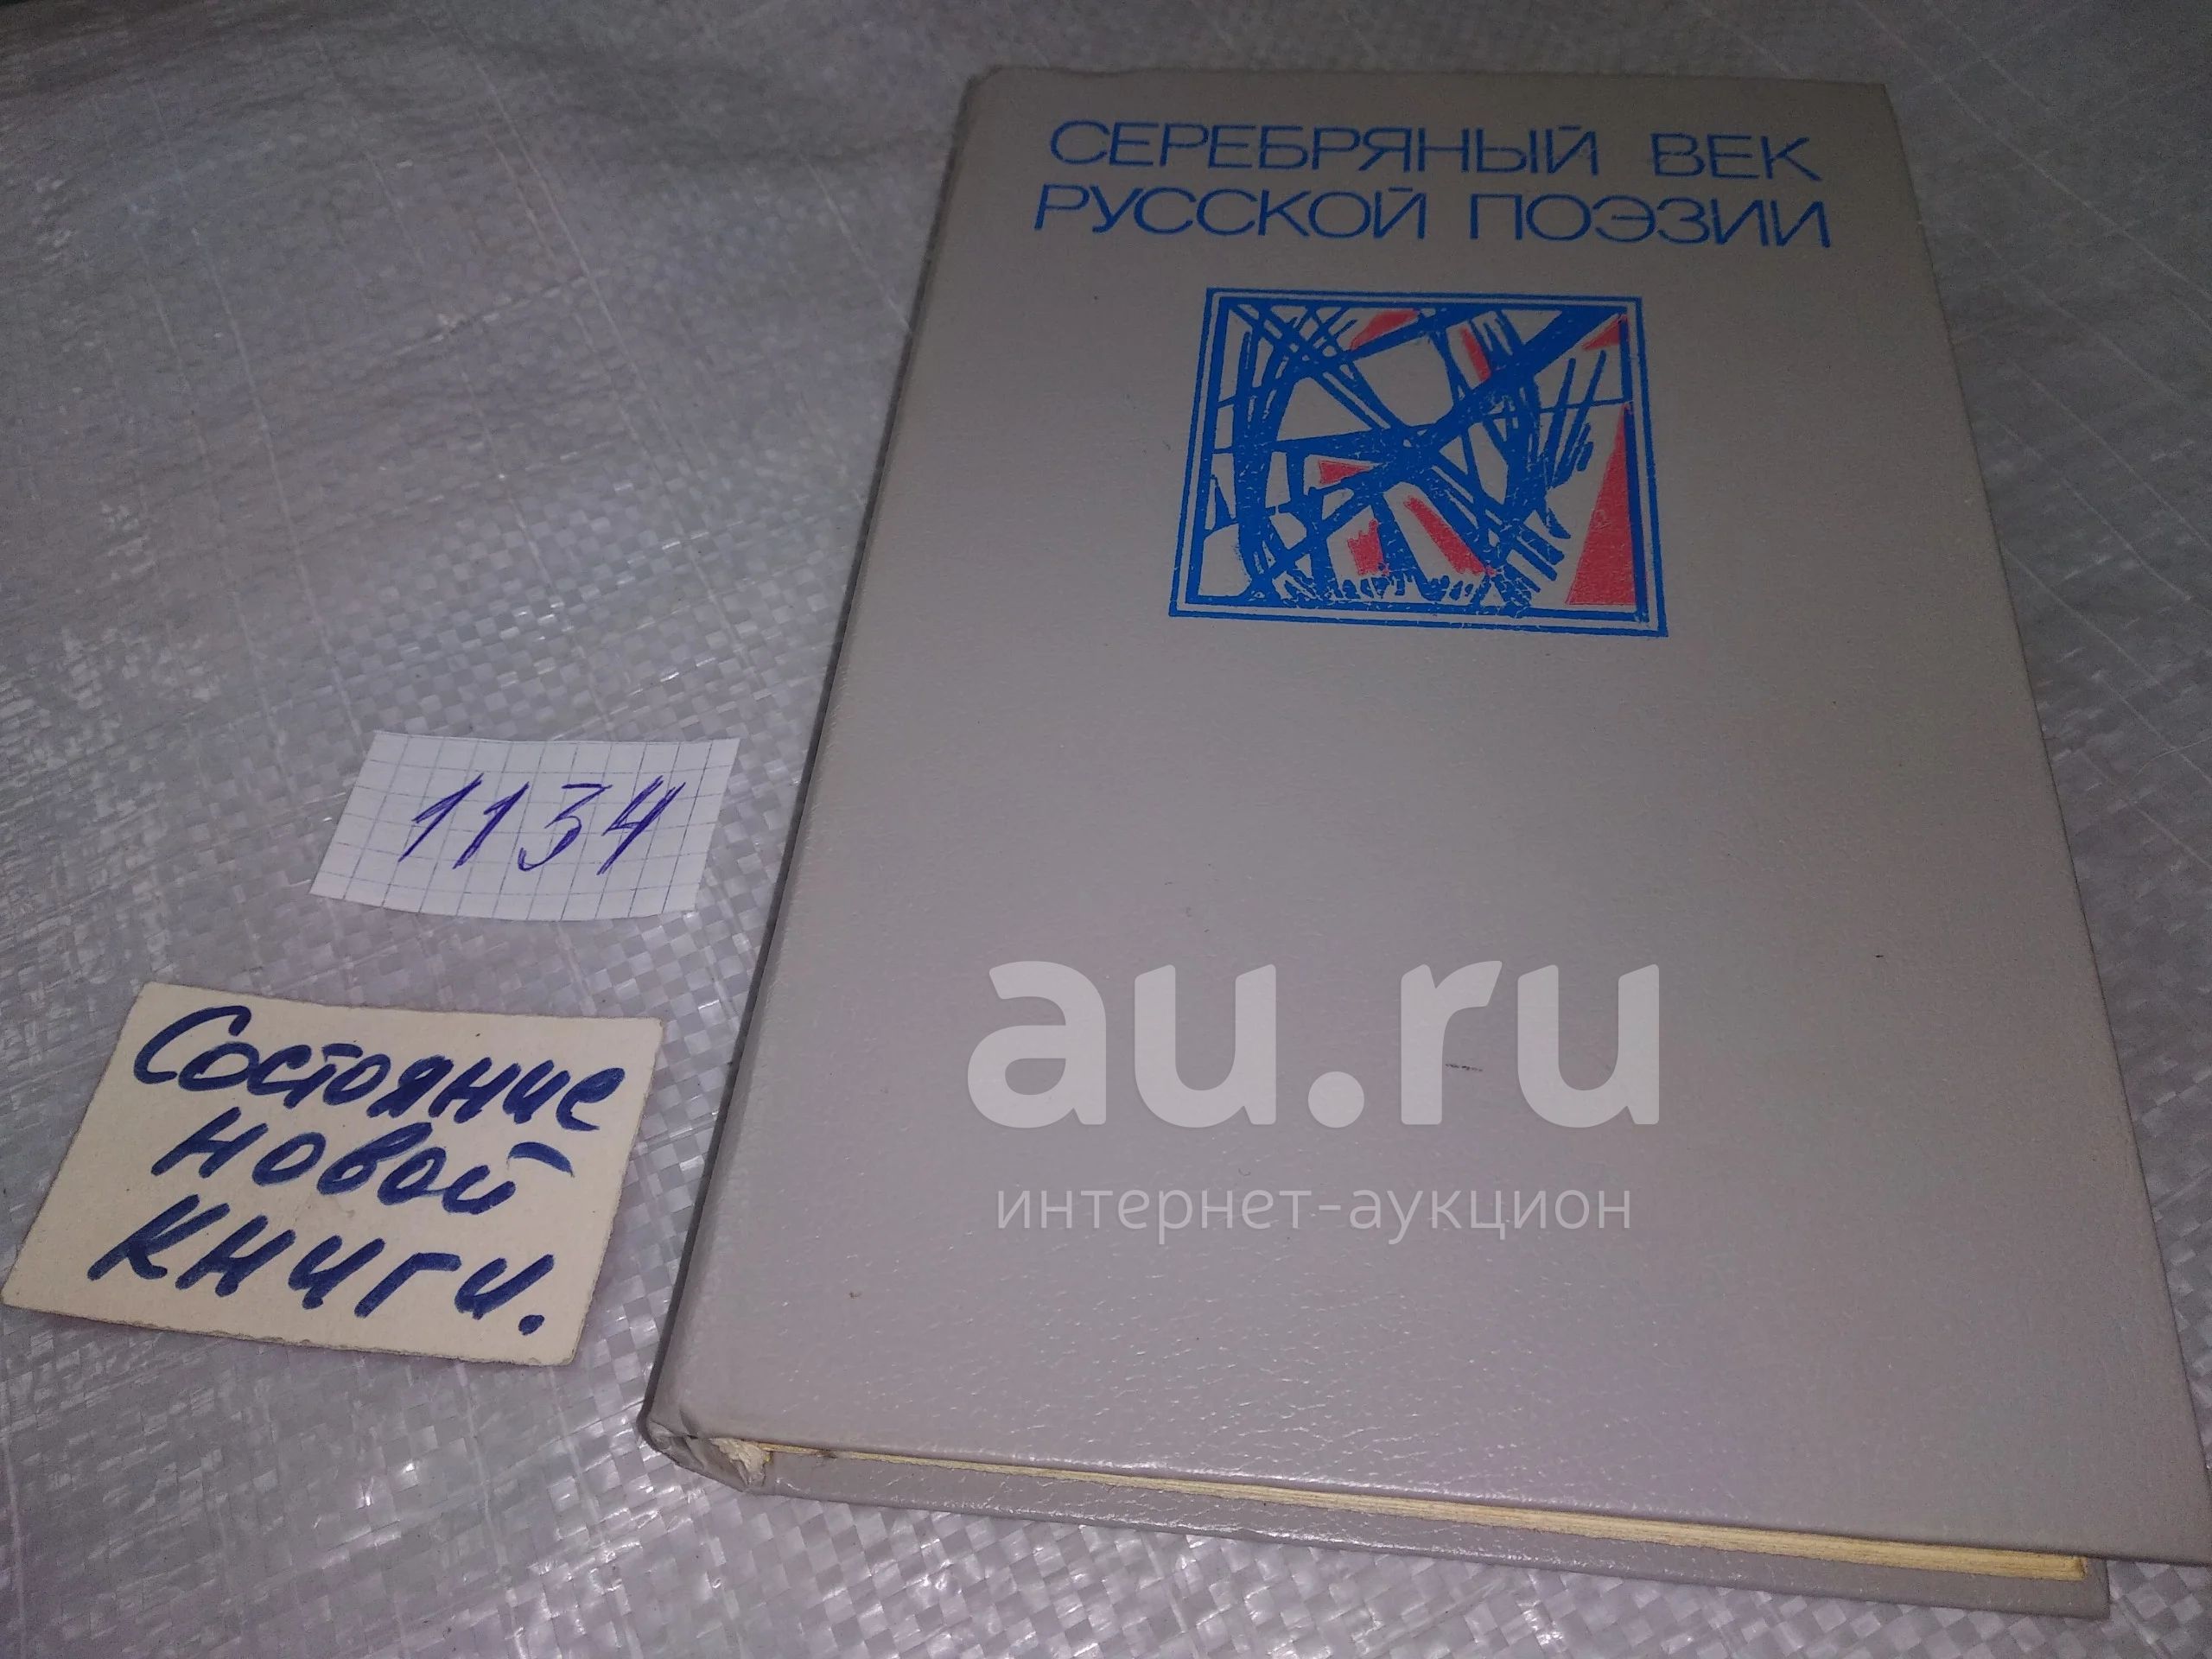 СЕРЕБРЯНЫЙ ВЕК
РУССКОЙ ПОЭЗИИ
1134
Состояние
новой
книги.
au.ru
интернет-аукцион